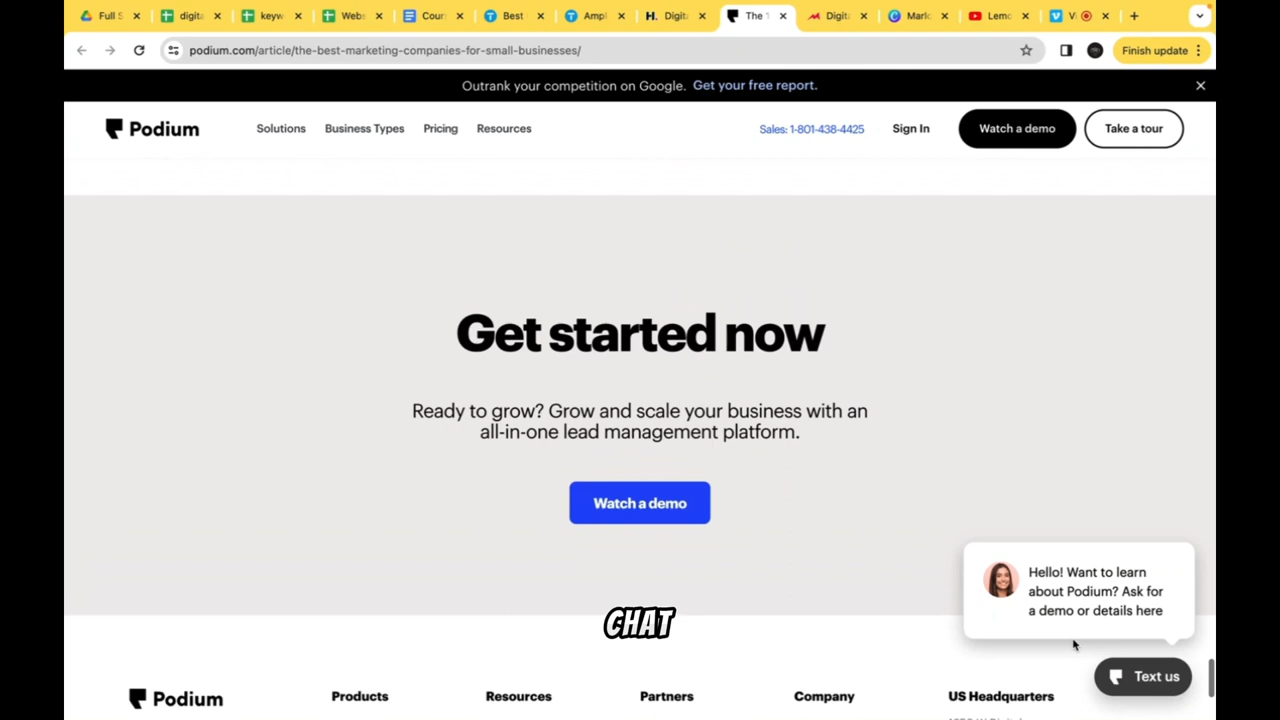 Full S
digita
keyw
Webs
Cour
Best
Ampl
Digita
The 1
Digita
Mark
Lemo
podium.com/article/the-best-marketing-companies-for-small-businesses/
Finish update
Outrank your competition on Google. Get your free report.
Podium
Solutions
Business Types
Pricing
Resources
Sales: 1-801-438-4425
Sign In
Watch a demo
Take a tour
Get started now
Ready to grow? Grow and scale your business with an
all-in-one lead management platform.
Watch a demo
Hello! Want to learn
about Podium? Ask for
a demo or details here
CHAT
Text us
Podium
Products
Resources
Partners
Company
US Headquarters